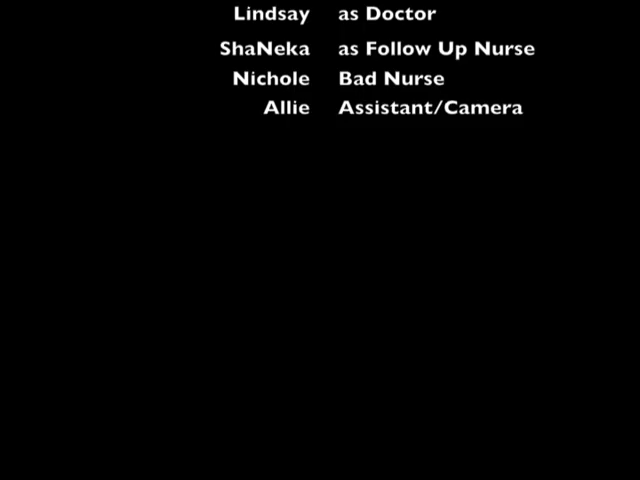 Lindsay as Doctor
ShaNeka as Follow Up Nurse
Nichole Bad Nurse
Allie Assistant/Camera